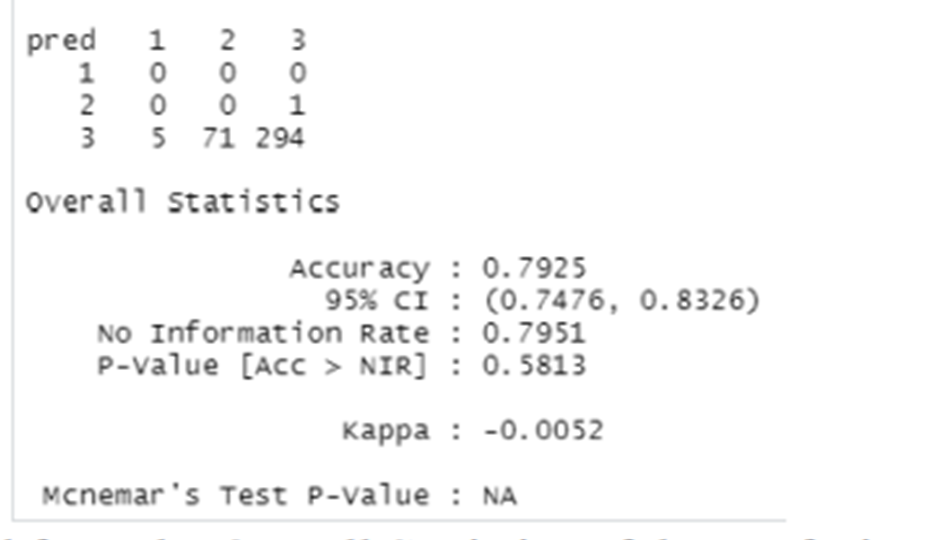 pred 1 2 3
1 0 0 0
2 0 0 1
3 5 71 294
Overall Statistics
Accuracy : 0.7925
95% CI : (0.7476, 0.8326)
No Information Rate : 0.7951
P-Value [Acc > NIR] : 0.5813
Kappa : -0.0052
Mcnemar's Test P-Value : NA